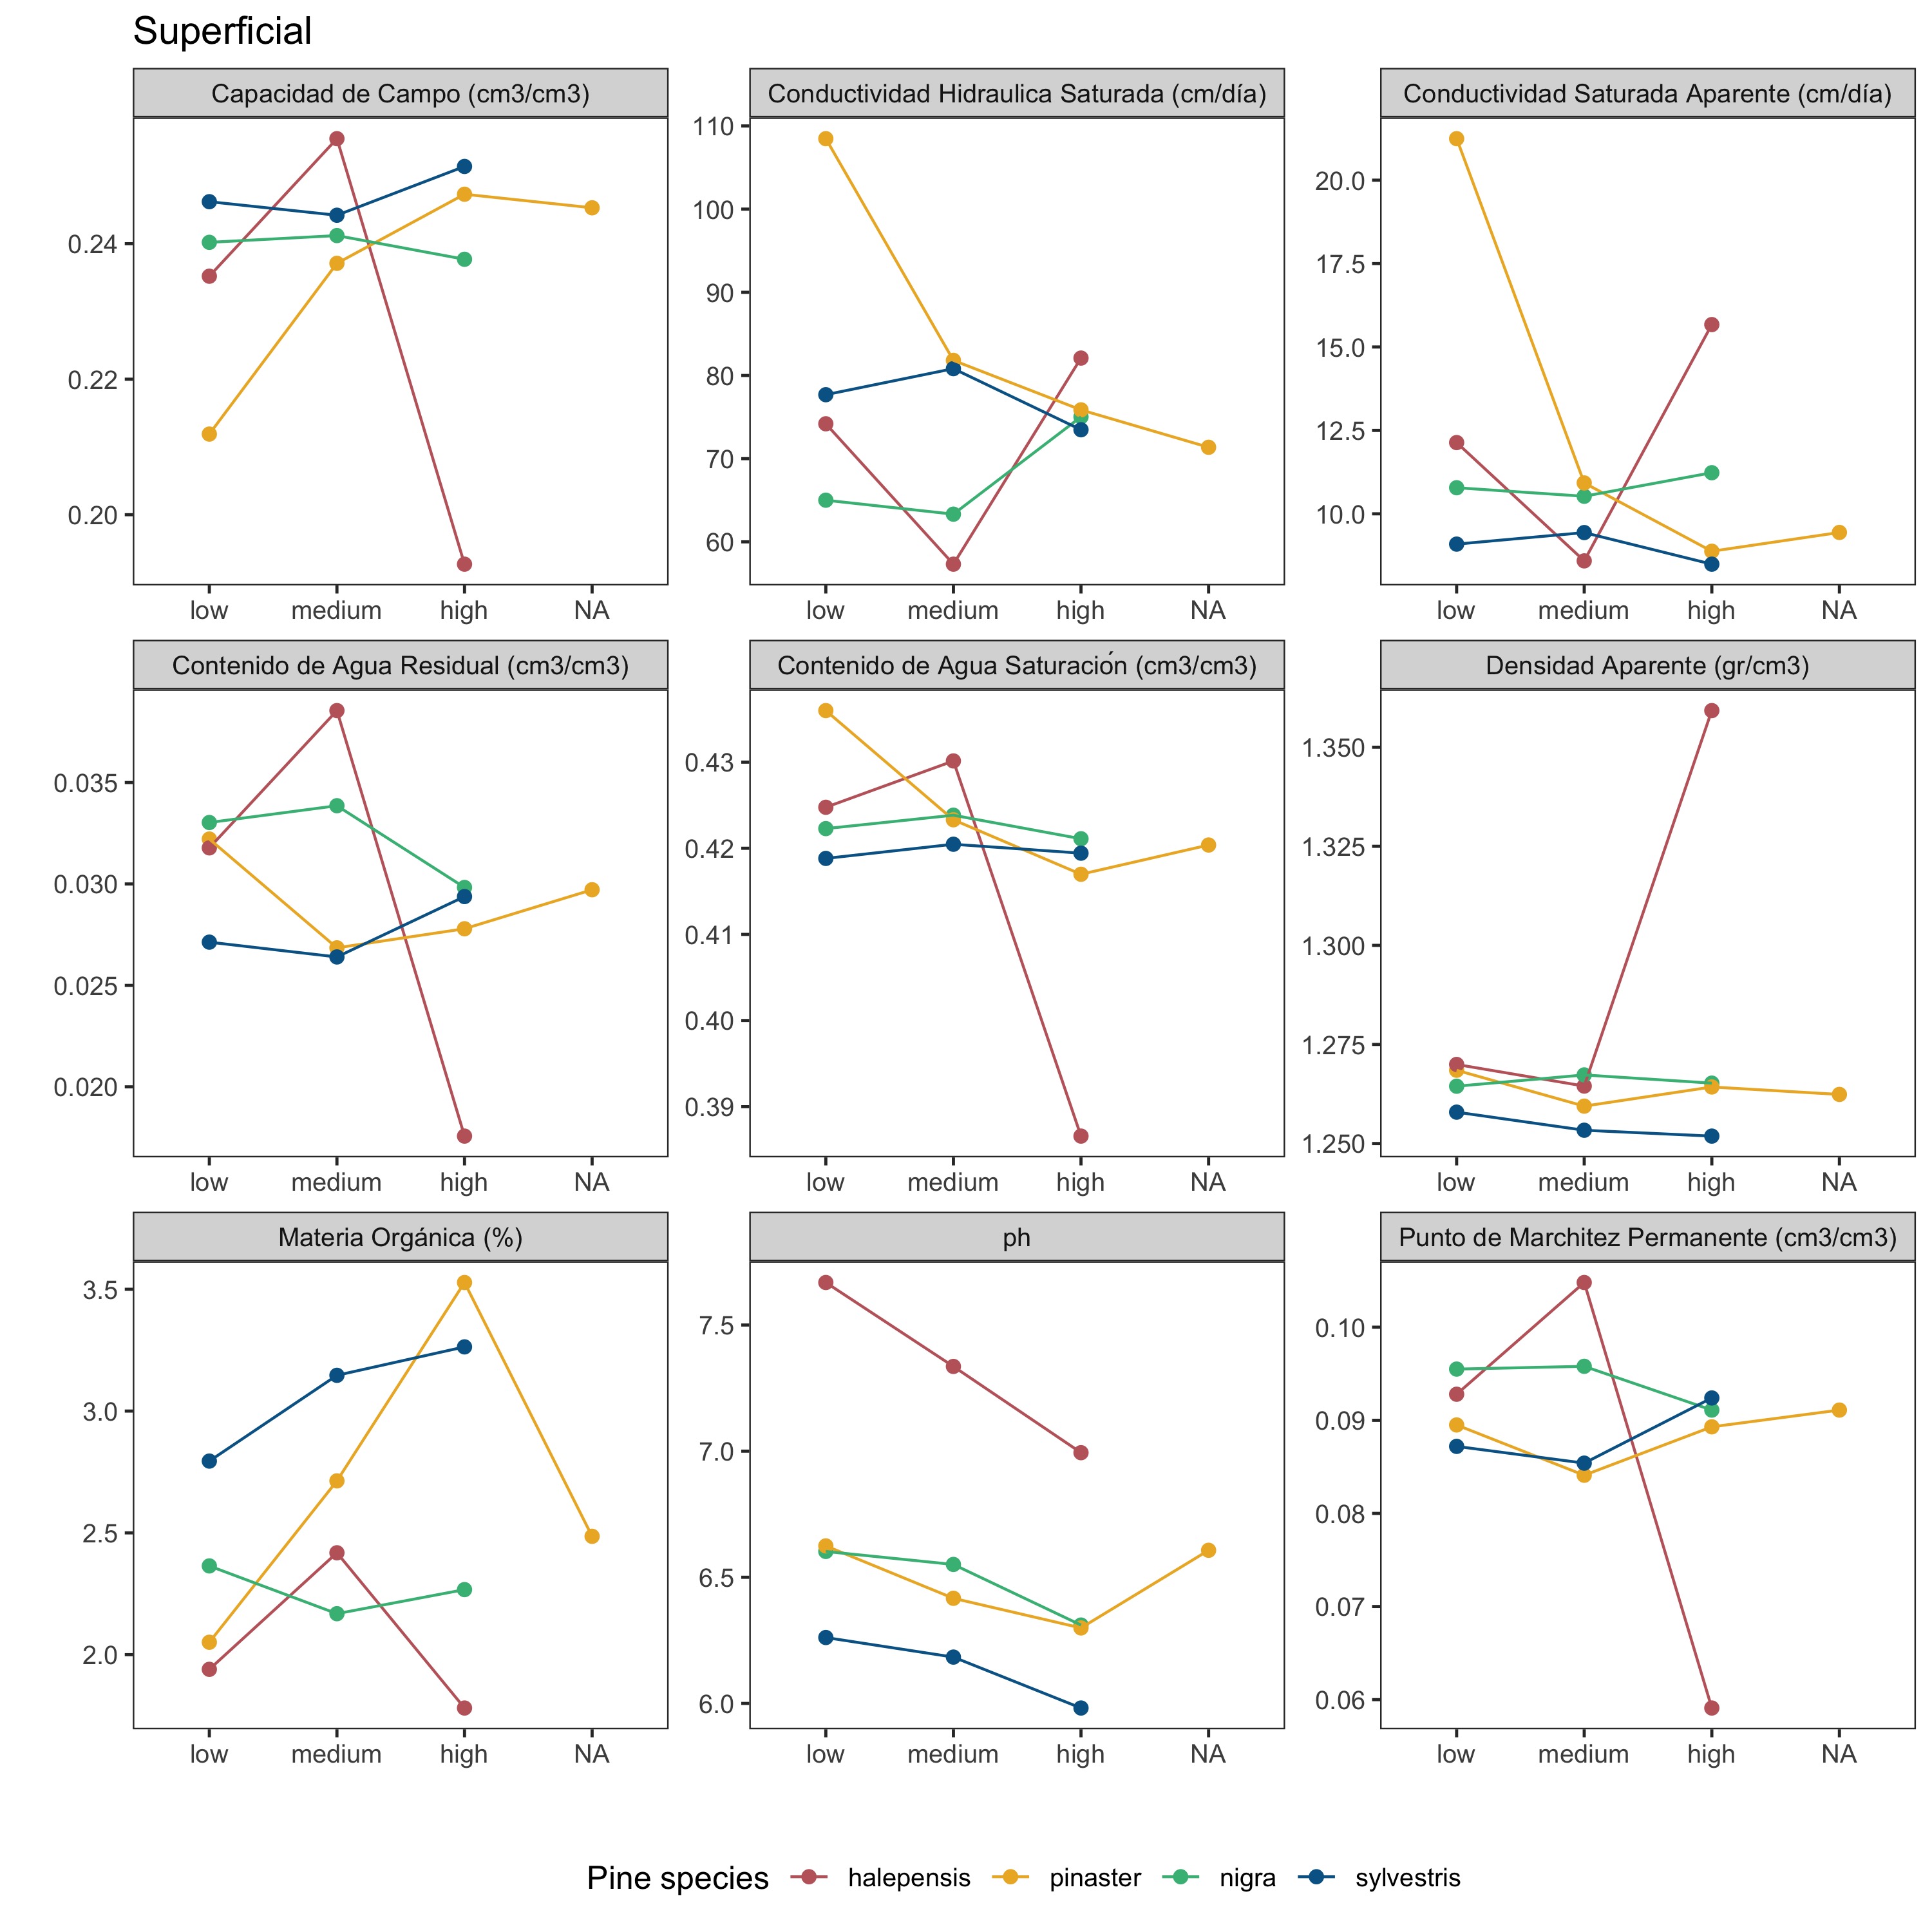 Superficial
Capacidad de Campo (cm3/cm3)
0.24
0.22
0.20
low medium high NA
Conductividad Hidraulica Saturada (cm/día)
110
100
90
80
70
60
low medium high NA
Conductividad Saturada Aparente (cm/día)
20.0
17.5
15.0
12.5
10.0
low medium high NA
Contenido de Agua Residual (cm3/cm3)
0.035
0.030
0.025
0.020
low medium high NA
Contenido de Agua Saturación (cm3/cm3)
0.43
0.42
0.41
0.40
0.39
low medium high NA
Densidad Aparente (gr/cm3)
1.350
1.325
1.300
1.275
1.250
low medium high NA
Materia Orgánica (%)
3.5
3.0
2.5
2.0
low medium high NA
ph
7.5
7.0
6.5
6.0
low medium high NA
Punto de Marchitez Permanente (cm3/cm3)
0.10
0.09
0.08
0.07
0.06
low medium high NA
Pine species halepensis pinaster nigra sylvestris